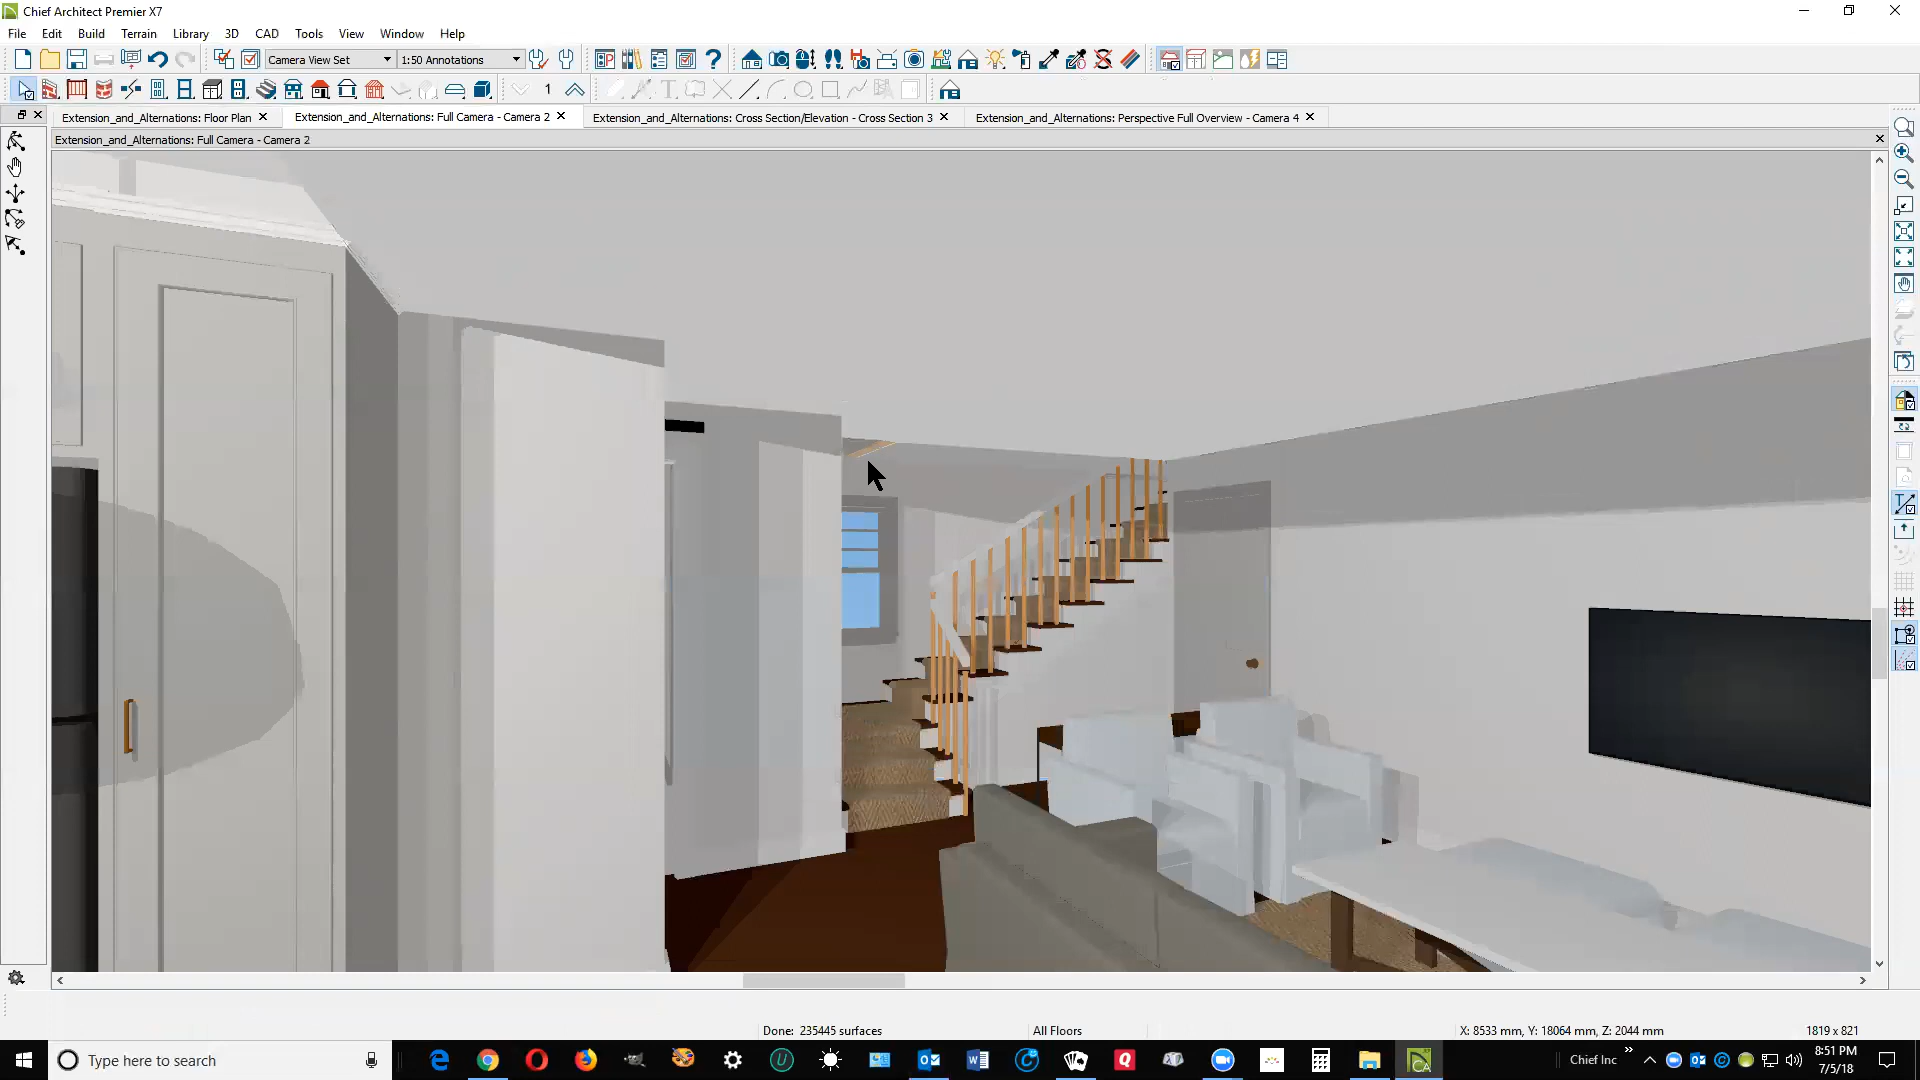 Chief Architect Premier X7
File Edit Build Terrain Library 3D CAD Tools View Window Help
Camera View Set 1:50 Annotations
1
Extension_and_Alternations: Floor Plan Extension_and_Alternations: Full Camera - Camera 2 Extension_and_Alternations: Cross Section/Elevation - Cross Section 3 Extension_and_Alternations: Perspective Full Overview - Camera 4
Extension_and_Alternations: Full Camera - Camera 2
Done: 235445 surfaces All Floors X: 8533 mm, Y: 18064 mm, Z: 2044 mm 1819 x 821
Type here to search Chief Inc 8:51 PM
7/5/18